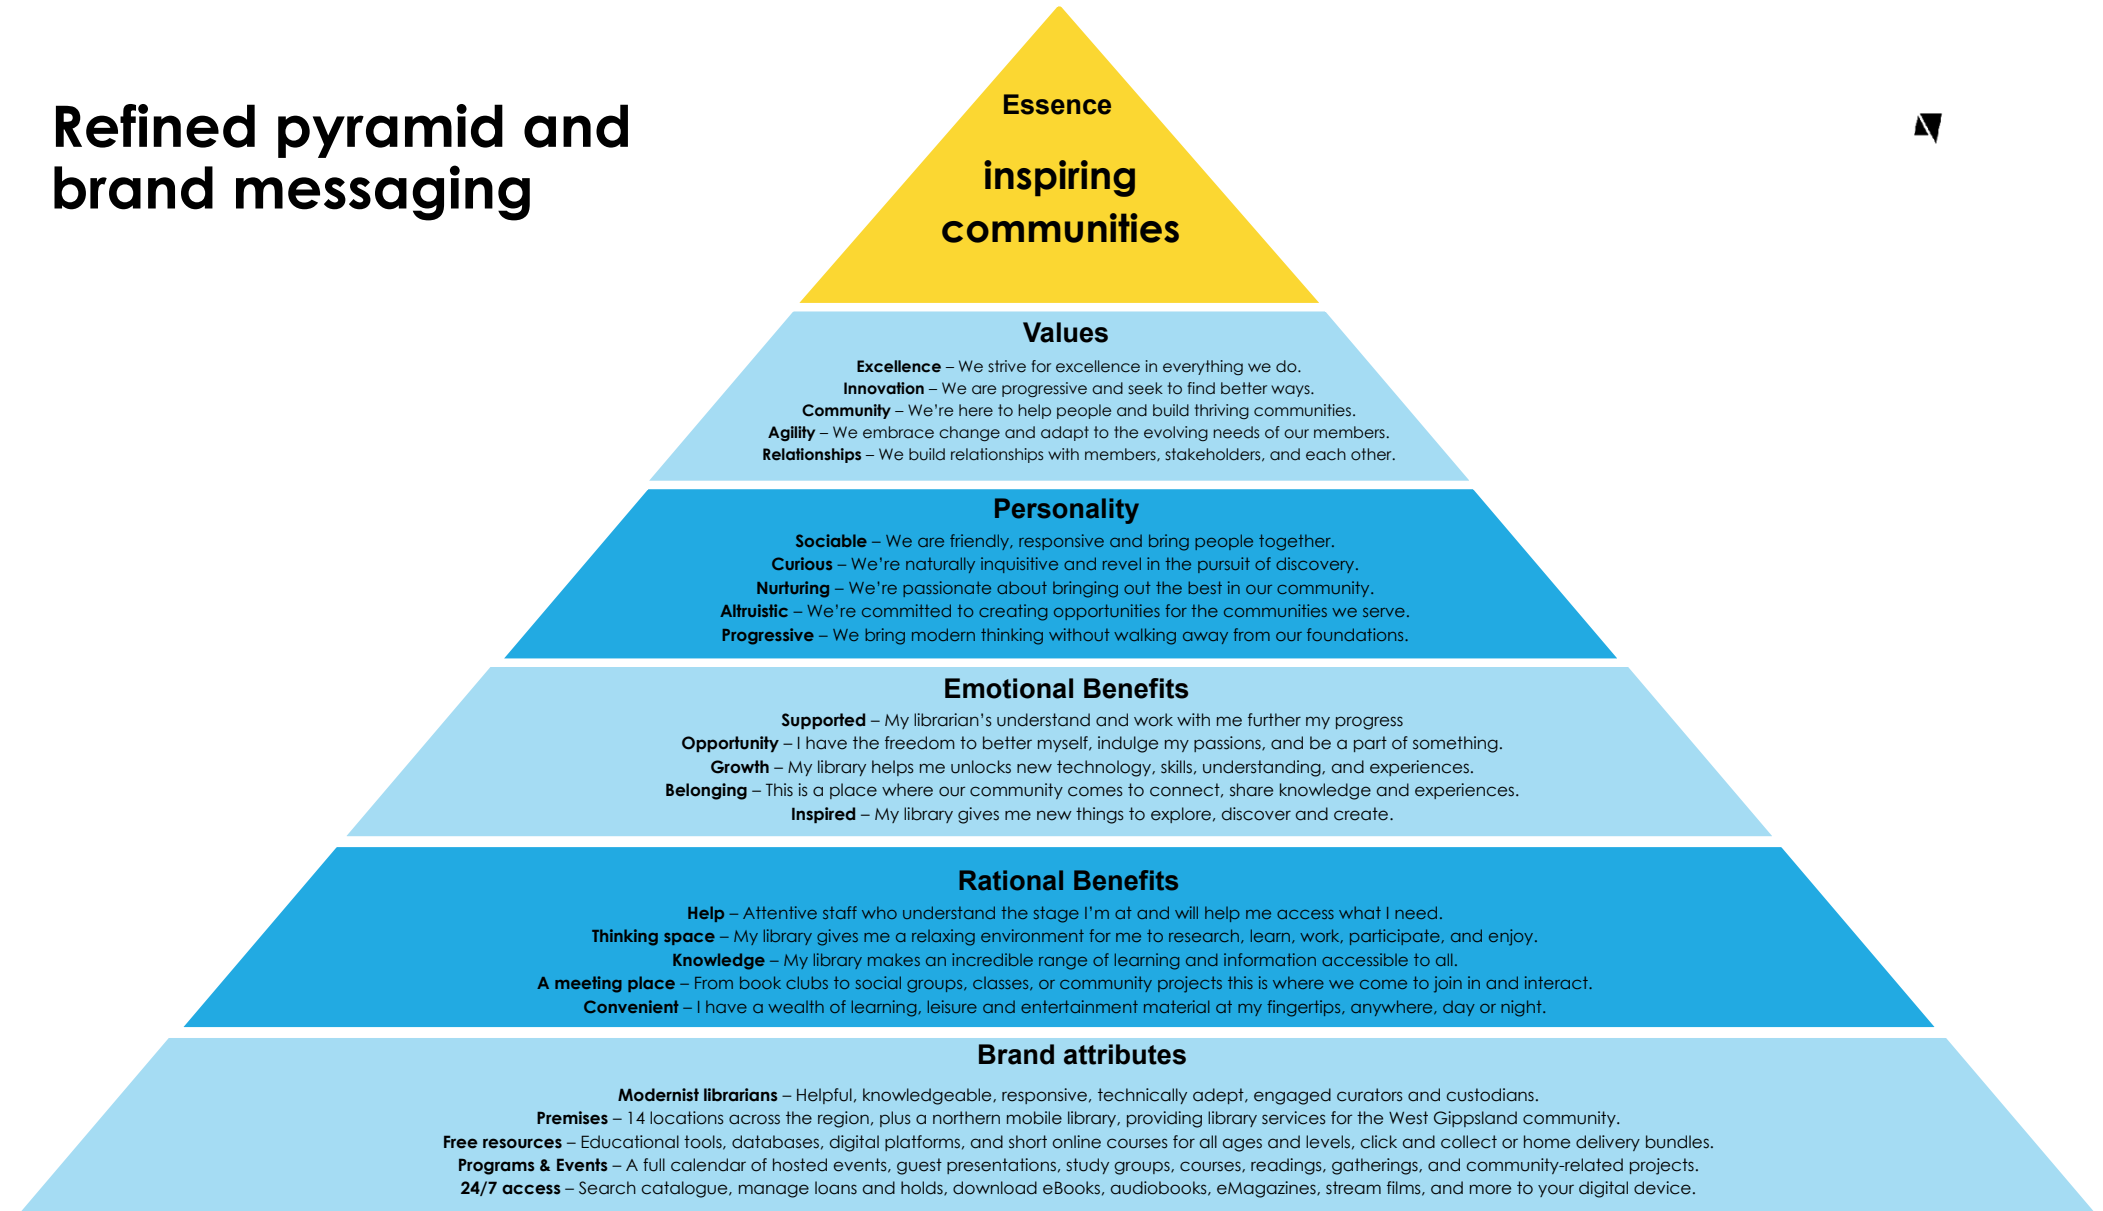 Refined pyramid and
brand messaging
Essence
inspiring
communities
Values
Excellence – We strive for excellence in everything we do.
Innovation – We are progressive and seek to find better ways.
Community – We're here to help people and build thriving communities.
Agility – We embrace change and adapt to the evolving needs of our members.
Relationships – We build relationships with members, stakeholders, and each other.
Personality
Sociable – We are friendly, responsive and bring people together.
Curious – We're naturally inquisitive and revel in the pursuit of discovery.
Nurturing – We're passionate about bringing out the best in our community.
Altruistic – We're committed to creating opportunities for the communities we serve.
Progressive – We bring modern thinking without walking away from our foundations.
Emotional Benefits
Supported – My librarian's understand and work with me further my progress
Opportunity – I have the freedom to better myself, indulge my passions, and be a part of something.
Growth – My library helps me unlocks new technology, skills, understanding, and experiences.
Belonging – This is a place where our community comes to connect, share knowledge and experiences.
Inspired – My library gives me new things to explore, discover and create.
Rational Benefits
Help – Attentive staff who understand the stage I'm at and will help me access what I need.
Thinking space – My library gives me a relaxing environment for me to research, learn, work, participate, and enjoy.
Knowledge – My library makes an incredible range of learning and information accessible to all.
A meeting place – From book clubs to social groups, classes, or community projects this is where we come to join in and interact.
Convenient – I have a wealth of learning, leisure and entertainment material at my fingertips, anywhere, day or night.
Brand attributes
Modernist librarians – Helpful, knowledgeable, responsive, technically adept, engaged curators and custodians.
Premises – 14 locations across the region, plus a northern mobile library, providing library services for the West Gippsland community.
Free resources – Educational tools, databases, digital platforms, and short online courses for all ages and levels, click and collect or home delivery bundles.
Programs & Events – A full calendar of hosted events, guest presentations, study groups, courses, readings, gatherings, and community-related projects.
24/7 access – Search catalogue, manage loans and holds, download eBooks, audiobooks, eMagazines, stream films, and more to your digital device.